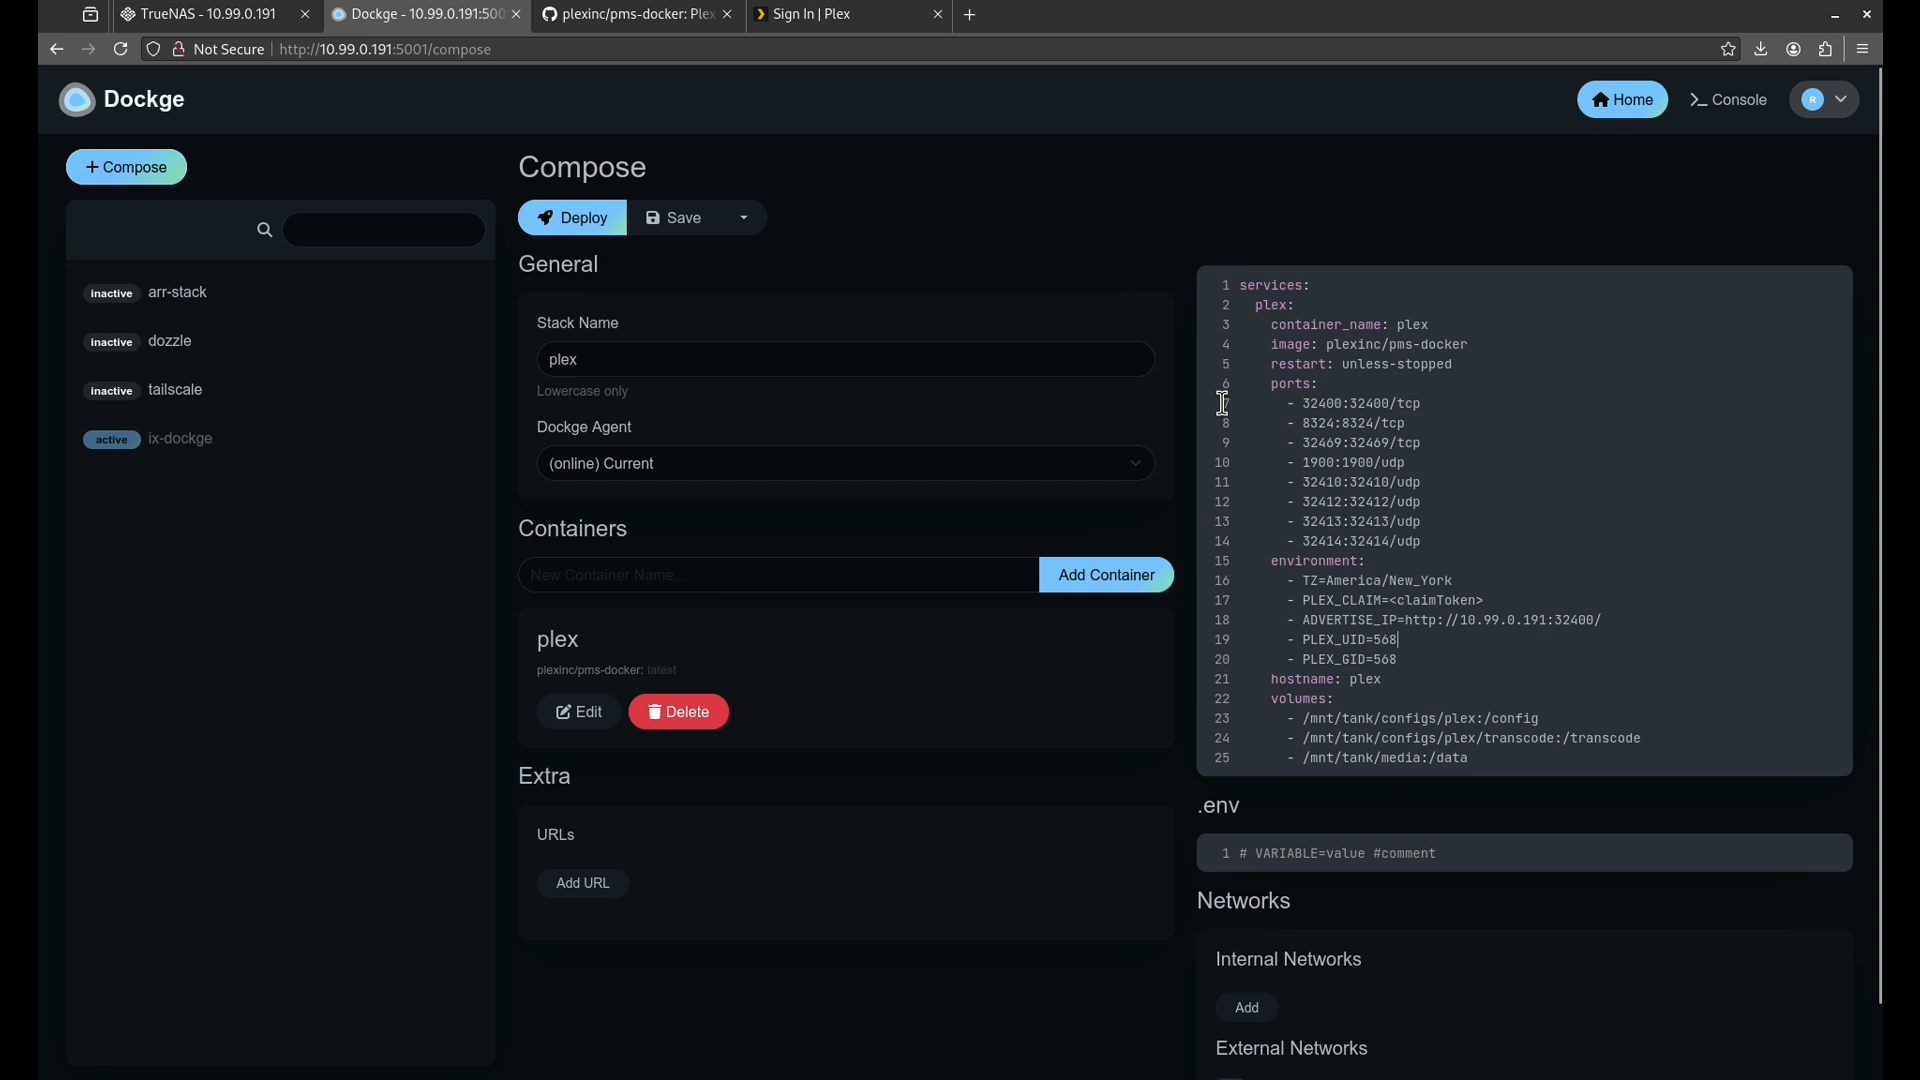 TrueNAS - 10.99.0.191
Dockge - 10.99.0.191:500
plexinc/pms-docker: Plex
Sign In | Plex
Not Secure
http://10.99.0.191:5001/compose
Dockge
Home
Console
R
+ Compose
Compose
Deploy
Save
General
inactive arr-stack
inactive dozzle
inactive tailscale
active ix-dockge
Stack Name
plex
Lowercase only
Dockge Agent
(online) Current
Containers
New Container Name...
Add Container
plex
plexinc/pms-docker: latest
Edit
Delete
Extra
URLs
Add URL
1 services:
2 plex:
3 container_name: plex
4 image: plexinc/pms-docker
5 restart: unless-stopped
6 ports:
7 - 32400:32400/tcp
8 - 8324:8324/tcp
9 - 32469:32469/tcp
10 - 1900:1900/udp
11 - 32410:32410/udp
12 - 32412:32412/udp
13 - 32413:32413/udp
14 - 32414:32414/udp
15 environment:
16 - TZ=America/New_York
17 - PLEX_CLAIM=<claimToken>
18 - ADVERTISE_IP=http://10.99.0.191:32400/
19 - PLEX_UID=568
20 - PLEX_GID=568
21 hostname: plex
22 volumes:
23 - /mnt/tank/configs/plex:/config
24 - /mnt/tank/configs/plex/transcode:/transcode
25 - /mnt/tank/media:/data
.env
1 # VARIABLE=value #comment
Networks
Internal Networks
Add
External Networks